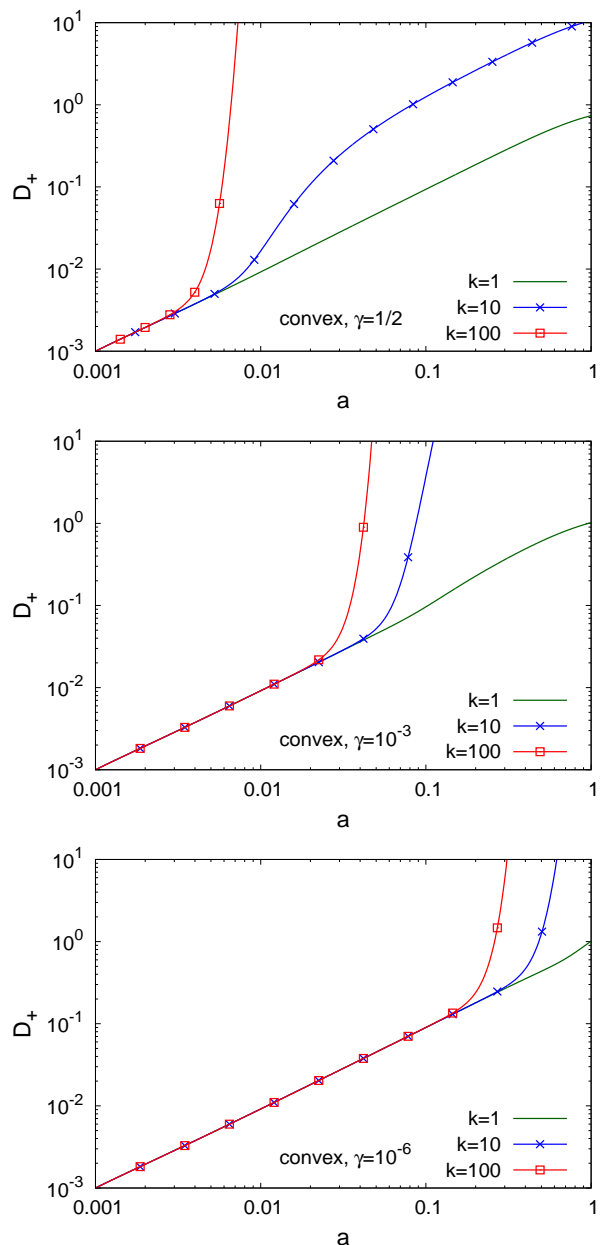 10^1
10^0
10^-1
10^-2
10^-3
D_+
k=1
k=10
k=100
convex, γ=1/2
0.001 0.01 0.1 1
a
10^1
10^0
10^-1
10^-2
10^-3
D_+
k=1
k=10
k=100
convex, γ=10^-3
0.001 0.01 0.1 1
a
10^1
10^0
10^-1
10^-2
10^-3
D_+
k=1
k=10
k=100
convex, γ=10^-6
0.001 0.01 0.1 1
a